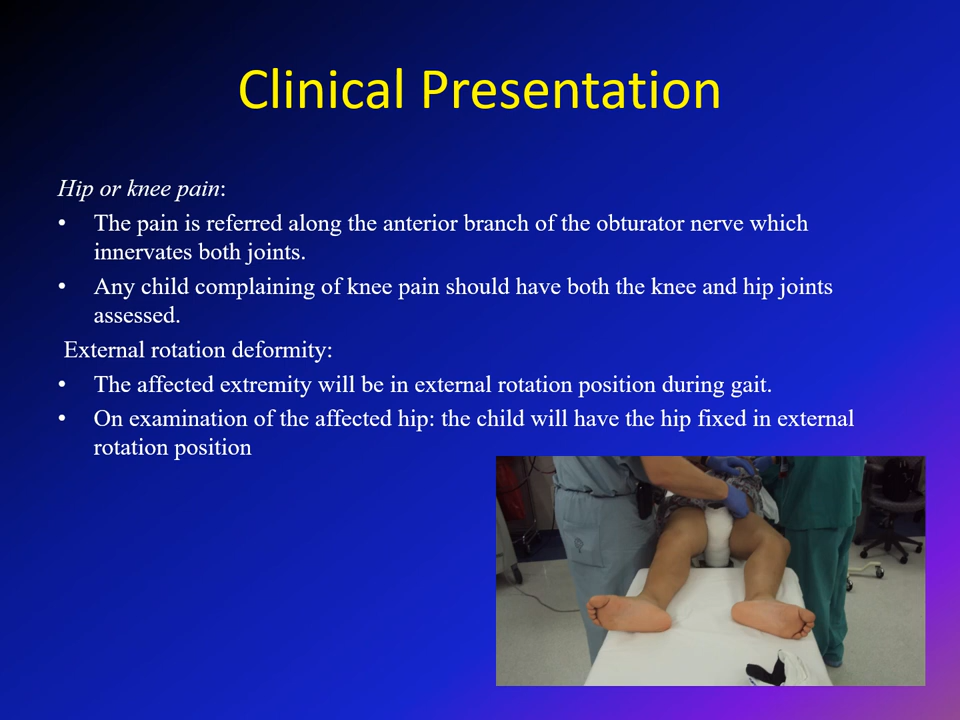 Clinical Presentation
Hip or knee pain:
• The pain is referred along the anterior branch of the obturator nerve which
innervates both joints.
• Any child complaining of knee pain should have both the knee and hip joints
assessed.
External rotation deformity:
• The affected extremity will be in external rotation position during gait.
• On examination of the affected hip: the child will have the hip fixed in external
rotation position